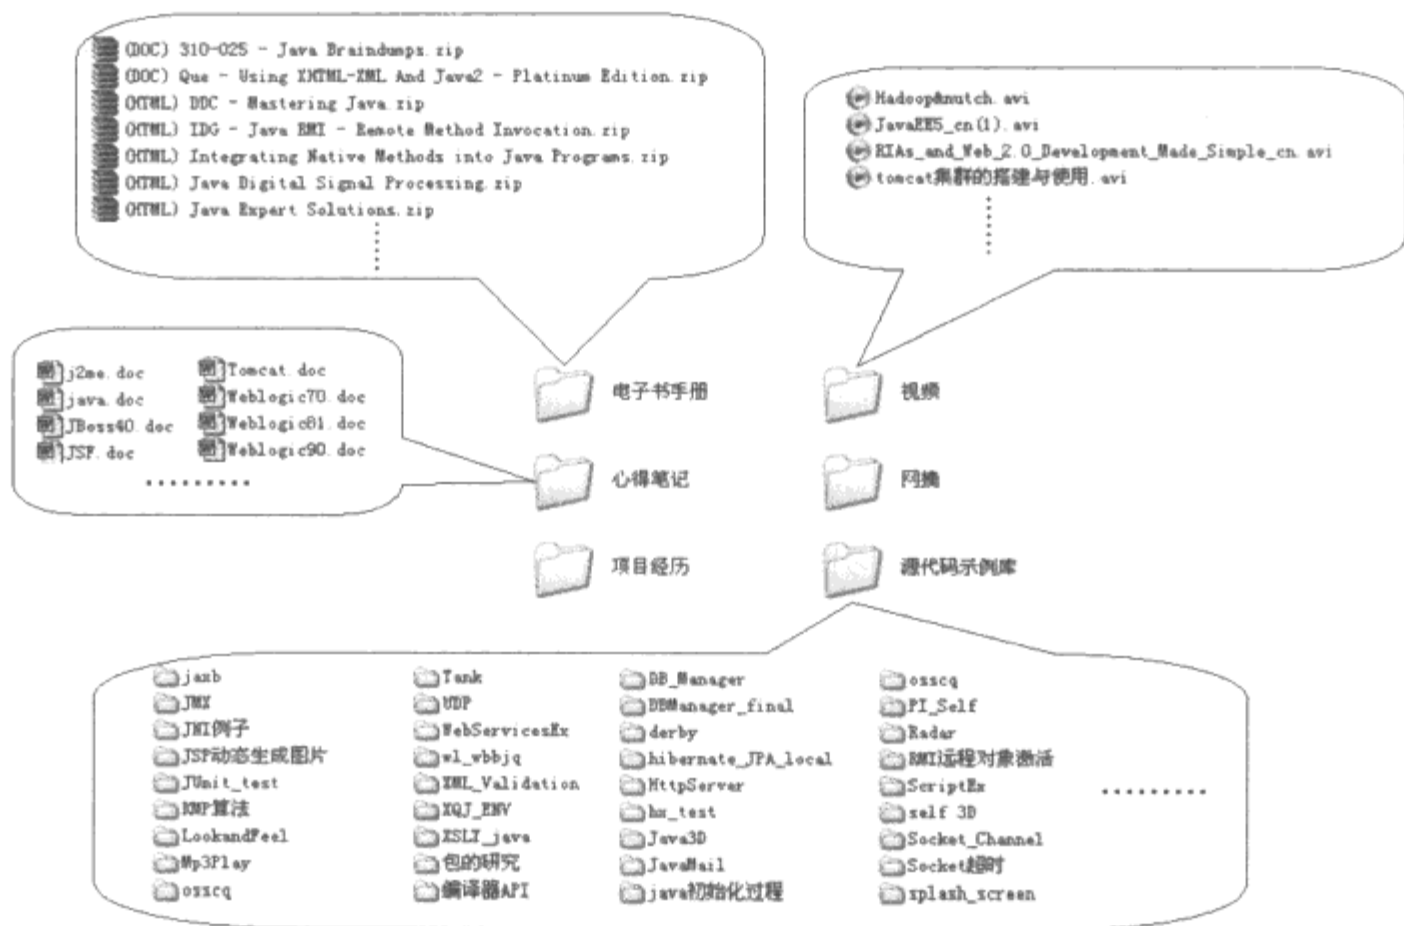 (DOC) 310-025 - Java Braindumps.zip
(DOC) Que - Using XHTML-XML And Java2 - Platinum Edition.zip
(HTML) DDC - Mastering Java.zip
(HTML) IDG - Java RMI - Remote Method Invocation.zip
(HTML) Integrating Native Methods into Java Programs.zip
(HTML) Java Digital Signal Processing.zip
(HTML) Java Expert Solutions.zip
Hadoop&nutch.avi
JavaEE5_cn(1).avi
RIAs_and_Web_2.0_Development_Made_Simple_cn.avi
tomcat集群的搭建与使用.avi
j2me.doc
java.doc
JBoss40.doc
JSF.doc
Tomcat.doc
Weblogic70.doc
Weblogic81.doc
Weblogic90.doc
电子书手册
视频
心得笔记
网摘
项目经历
源代码示例库
jaxb
JMX
JNI例子
JSP动态生成图片
JUnit_test
KMP算法
LookandFeel
Mp3Play
osscq
Tank
UDP
WebServicesEx
wl_wbbjq
XML_Validation
XQJ_ENV
XSLT_java
包的研究
编译器API
DB_Manager
DBManager_final
derby
hibernate_JPA_local
HttpServer
hx_test
Java3D
JavaMail
java初始化过程
osscq
PI_Self
Radar
RMI远程对象激活
ScriptEx
self 3D
Socket_Channel
Socket超时
splash_screen